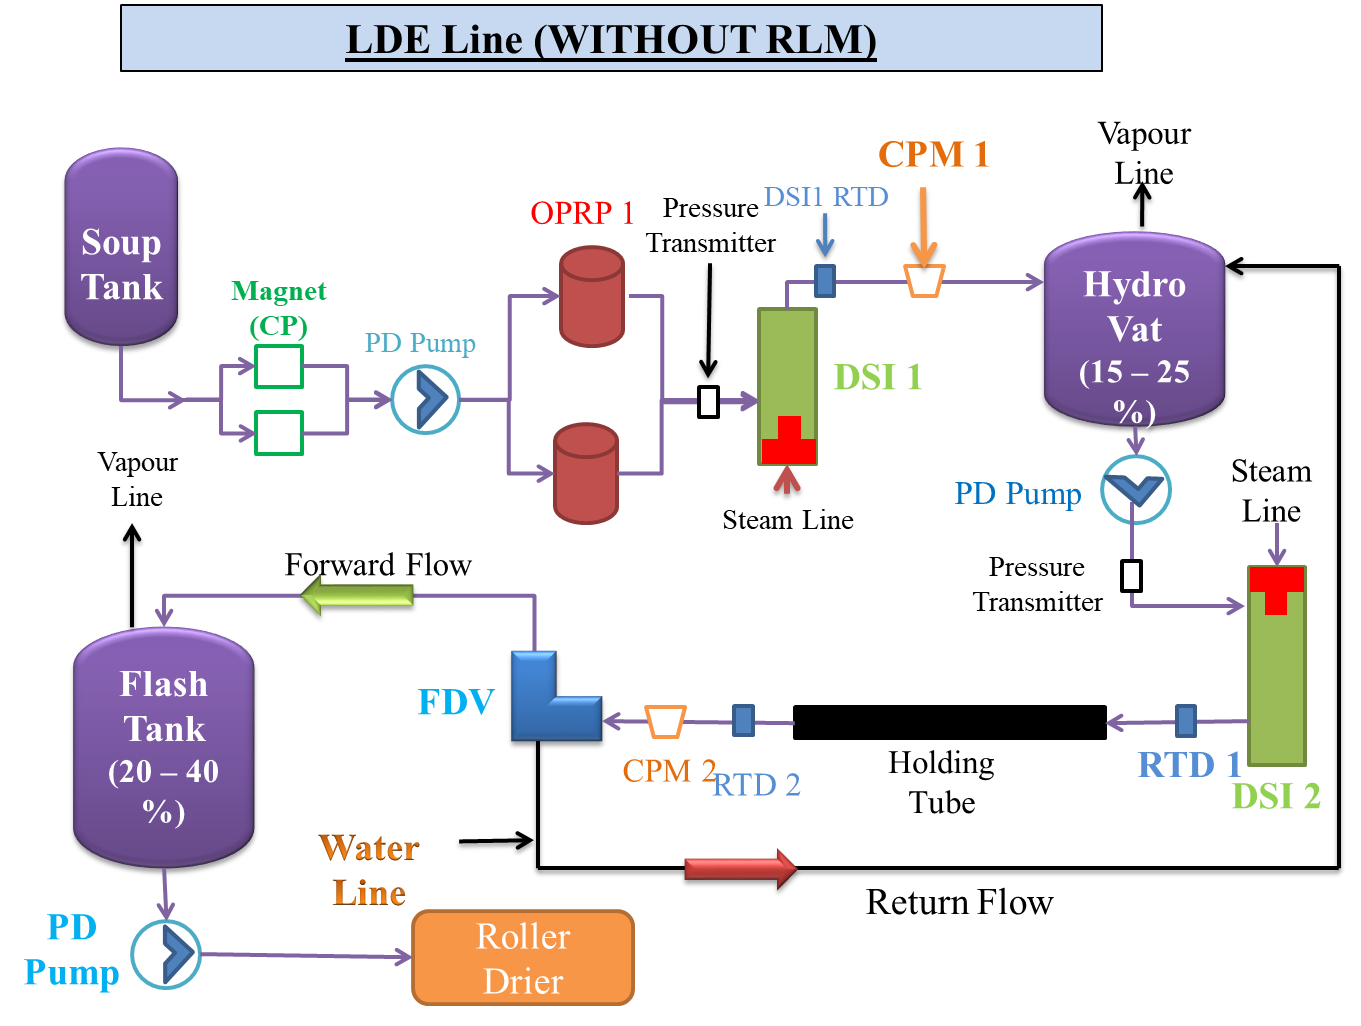 LDE Line (WITHOUT RLM)
Vapour
Line
CPM 1
DSI1 RTD
Pressure
Transmitter
OPRP 1
Soup
Tank
Magnet
(CP)
PD Pump
DSI 1
Hydro
Vat
(15 – 25
%)
Steam Line
Vapour
Line
PD Pump
Steam
Line
Pressure
Transmitter
Forward Flow
Flash
Tank
(20 – 40
%)
FDV
CPM 2
RTD 2
Holding
Tube
RTD 1
DSI 2
Water
Line
Return Flow
PD
Pump
Roller
Drier